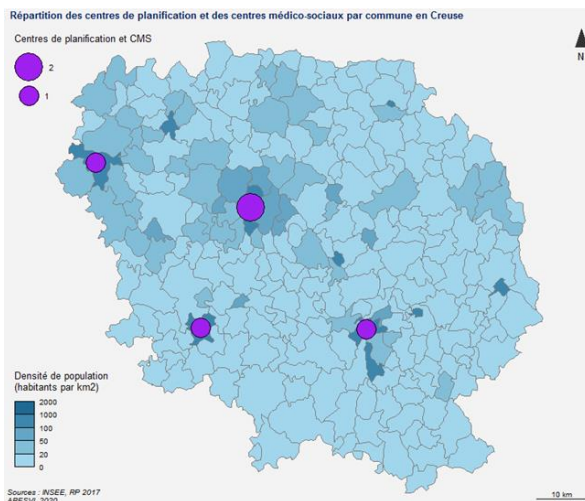 Répartition des centres de planification et des centres médico-sociaux par commune en Creuse
Centres de planification et CMS
2
1
N
Densité de population
(habitants par km2)
2000
1000
100
50
20
0
Sources : INSEE, RP 2017
10 km